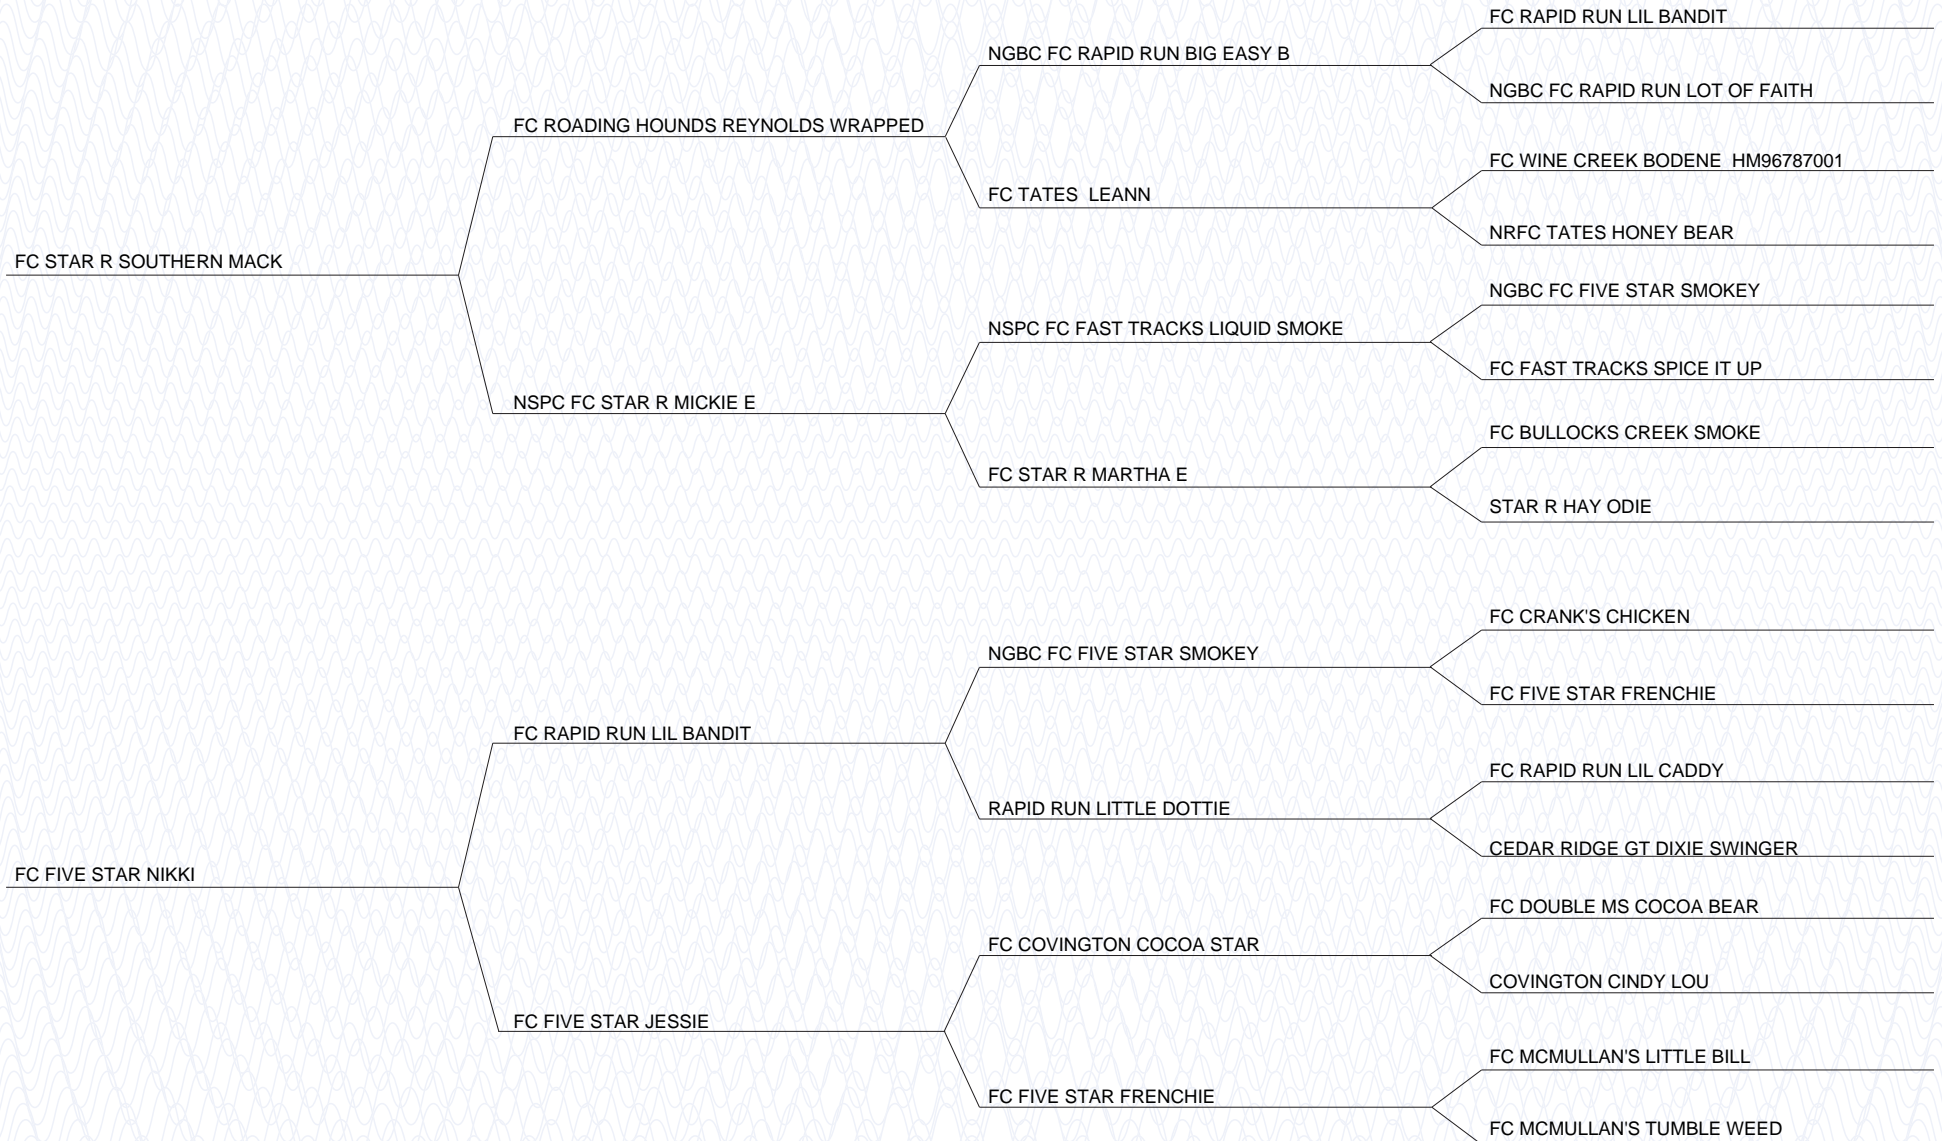 FC RAPID RUN LIL BANDIT
NGBC FC RAPID RUN BIG EASY B
NGBC FC RAPID RUN LOT OF FAITH
FC ROADING HOUNDS REYNOLDS WRAPPED
FC WINE CREEK BODENE  HM96787001
FC TATES  LEANN
NRFC TATES HONEY BEAR
FC STAR R SOUTHERN MACK
NGBC FC FIVE STAR SMOKEY
NSPC FC FAST TRACKS LIQUID SMOKE
FC FAST TRACKS SPICE IT UP
NSPC FC STAR R MICKIE E
FC BULLOCKS CREEK SMOKE
FC STAR R MARTHA E
STAR R HAY ODIE
FC CRANK'S CHICKEN
NGBC FC FIVE STAR SMOKEY
FC FIVE STAR FRENCHIE
FC RAPID RUN LIL BANDIT
FC RAPID RUN LIL CADDY
RAPID RUN LITTLE DOTTIE
CEDAR RIDGE GT DIXIE SWINGER
FC FIVE STAR NIKKI
FC DOUBLE MS COCOA BEAR
FC COVINGTON COCOA STAR
COVINGTON CINDY LOU
FC FIVE STAR JESSIE
FC MCMULLAN'S LITTLE BILL
FC FIVE STAR FRENCHIE
FC MCMULLAN'S TUMBLE WEED